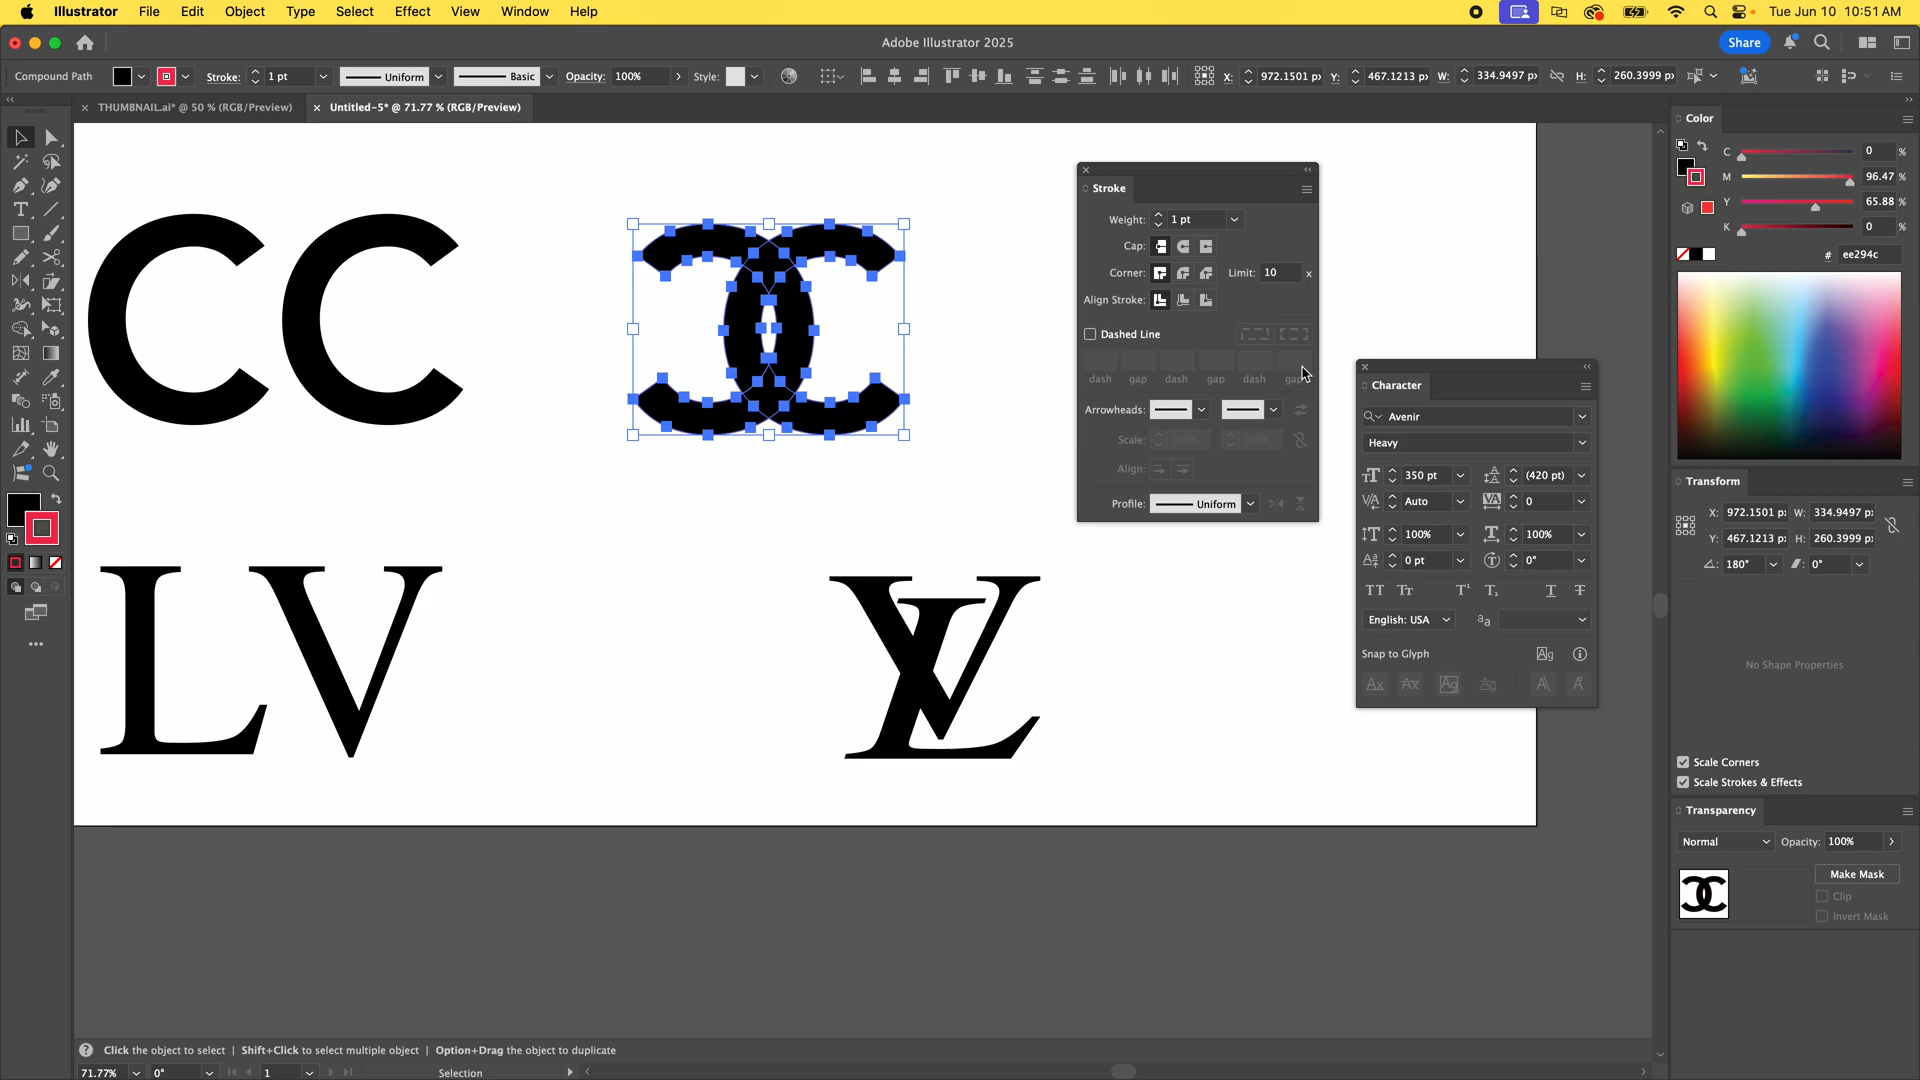 Illustrator File Edit Object Type Select Effect View Window Help Tue Jun 10 10:51 AM
Adobe Illustrator 2025 Share
Compound Path Stroke: 1 pt Uniform Basic Opacity: 100% Style: X: 972.1501 p Y: 467.1213 p W: 334.9497 p H: 260.3999 p
THUMBNAIL.ai* @ 50 % (RGB/Preview) Untitled-5* @ 71.77 % (RGB/Preview)
CC
LV
Stroke
Weight: 1 pt
Cap:
Corner: Limit: 10 x
Align Stroke:
Dashed Line
dash gap dash gap dash gap
Arrowheads:
Scale: 100% 100%
Align:
Profile: Uniform
Character
Avenir
Heavy
350 pt (420 pt)
Auto 0
100% 100%
0 pt 0°
English: USA
Snap to Glyph
Color
C 0 %
M 96.47 %
Y 65.88 %
K 0 %
# ee294c
Transform
X: 972.1501 p W: 334.9497 p
Y: 467.1213 p H: 260.3999 p
180° 0°
No Shape Properties
Scale Corners
Scale Strokes & Effects
Transparency
Normal Opacity: 100%
Make Mask
Clip
Invert Mask
Click the object to select | Shift+Click to select multiple object | Option+Drag the object to duplicate
71.77% 0° 1 Selection